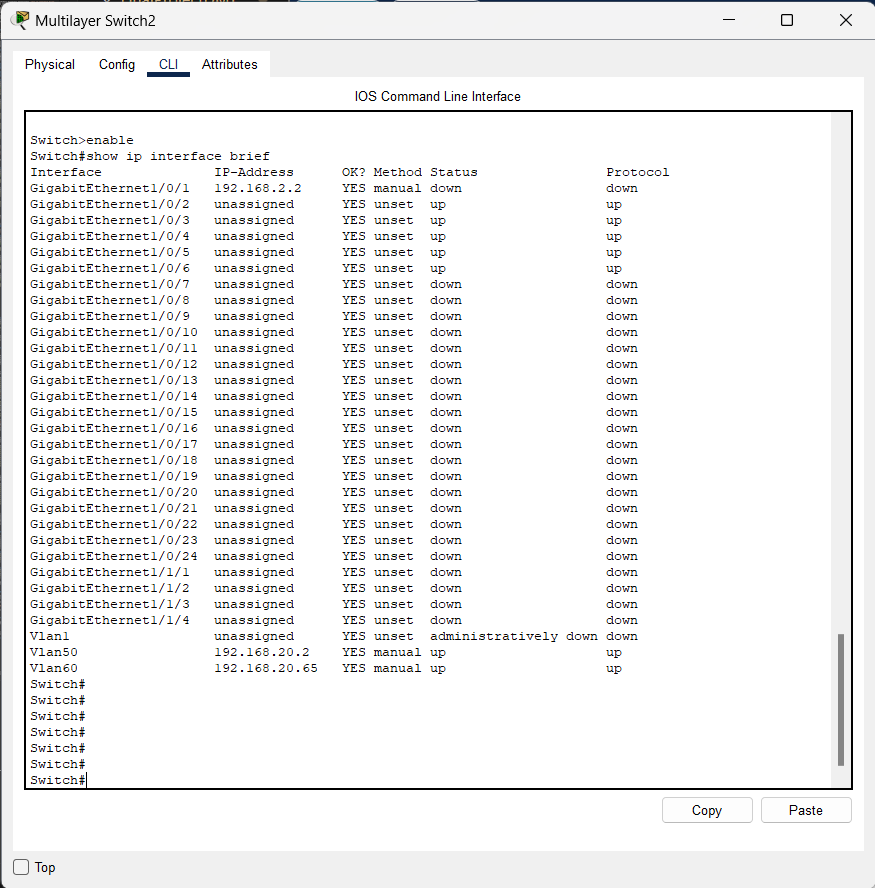 Multilayer Switch2
Physical Config CLI Attributes
IOS Command Line Interface
Switch>enable
Switch#show ip interface brief
Interface IP-Address OK? Method Status Protocol
GigabitEthernet1/0/1 192.168.2.2 YES manual down down
GigabitEthernet1/0/2 unassigned YES unset up up
GigabitEthernet1/0/3 unassigned YES unset up up
GigabitEthernet1/0/4 unassigned YES unset up up
GigabitEthernet1/0/5 unassigned YES unset up up
GigabitEthernet1/0/6 unassigned YES unset up up
GigabitEthernet1/0/7 unassigned YES unset down down
GigabitEthernet1/0/8 unassigned YES unset down down
GigabitEthernet1/0/9 unassigned YES unset down down
GigabitEthernet1/0/10 unassigned YES unset down down
GigabitEthernet1/0/11 unassigned YES unset down down
GigabitEthernet1/0/12 unassigned YES unset down down
GigabitEthernet1/0/13 unassigned YES unset down down
GigabitEthernet1/0/14 unassigned YES unset down down
GigabitEthernet1/0/15 unassigned YES unset down down
GigabitEthernet1/0/16 unassigned YES unset down down
GigabitEthernet1/0/17 unassigned YES unset down down
GigabitEthernet1/0/18 unassigned YES unset down down
GigabitEthernet1/0/19 unassigned YES unset down down
GigabitEthernet1/0/20 unassigned YES unset down down
GigabitEthernet1/0/21 unassigned YES unset down down
GigabitEthernet1/0/22 unassigned YES unset down down
GigabitEthernet1/0/23 unassigned YES unset down down
GigabitEthernet1/0/24 unassigned YES unset down down
GigabitEthernet1/1/1 unassigned YES unset down down
GigabitEthernet1/1/2 unassigned YES unset down down
GigabitEthernet1/1/3 unassigned YES unset down down
GigabitEthernet1/1/4 unassigned YES unset down down
Vlan1 unassigned YES unset administratively down down
Vlan50 192.168.20.2 YES manual up up
Vlan60 192.168.20.65 YES manual up up
Switch#
Switch#
Switch#
Switch#
Switch#
Switch#
Switch#
Copy Paste
Top